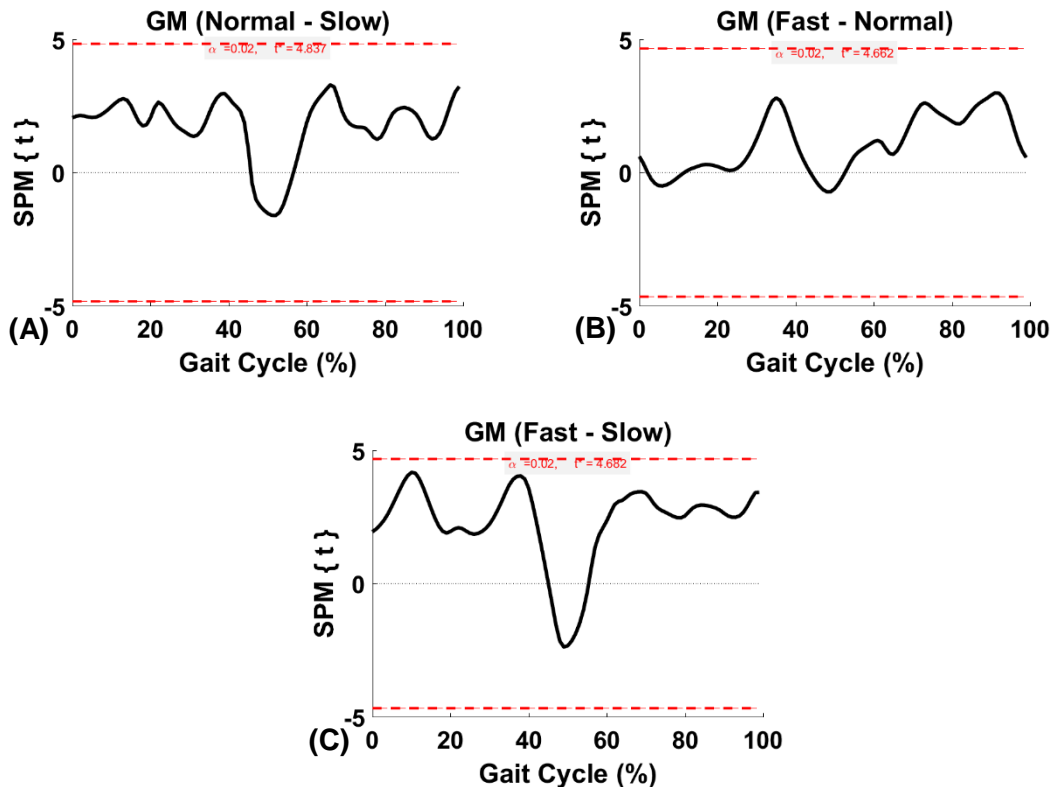 GM (Normal - Slow)
5
α =0.02, t* = 4.837
SPM { t }
0
-5
(A)
0 20 40 60 80 100
Gait Cycle (%)
GM (Fast - Normal)
5
α =0.02, t* = 4.662
SPM { t }
0
-5
(B)
0 20 40 60 80 100
Gait Cycle (%)
GM (Fast - Slow)
5
α =0.02, t* = 4.682
SPM { t }
0
-5
(C)
0 20 40 60 80 100
Gait Cycle (%)